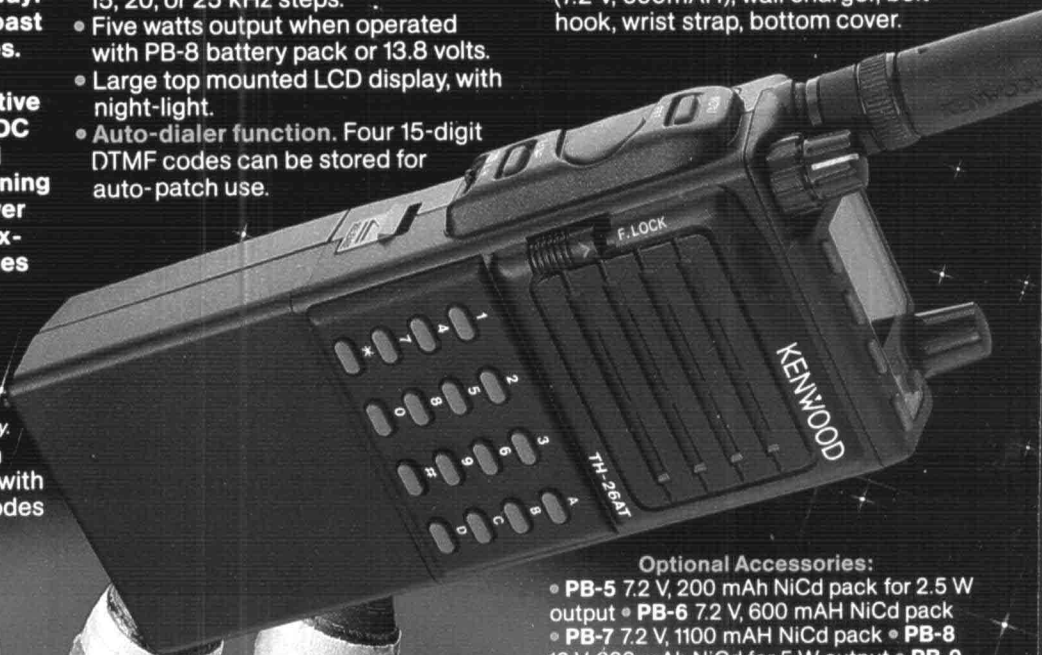 15, 20, or 25 kHz steps.
• Five watts output when operated
with PB-8 battery pack or 13.8 volts.
• Large top mounted LCD display, with
night-light.
• Auto-dialer function. Four 15-digit
DTMF codes can be stored for
auto-patch use.
hook, wrist strap, bottom cover.
with
KENWOOD
F. LOCK
KENWOOD
TH-26AT
1 4 7 *
2 5 8 0
3 6 9 #
A B C D
Optional Accessories:
• PB-5 7.2 V, 200 mAh NiCd pack for 2.5 W
output • PB-6 7.2 V, 600 mAH NiCd pack
• PB-7 7.2 V, 1100 mAH NiCd pack • PB-8